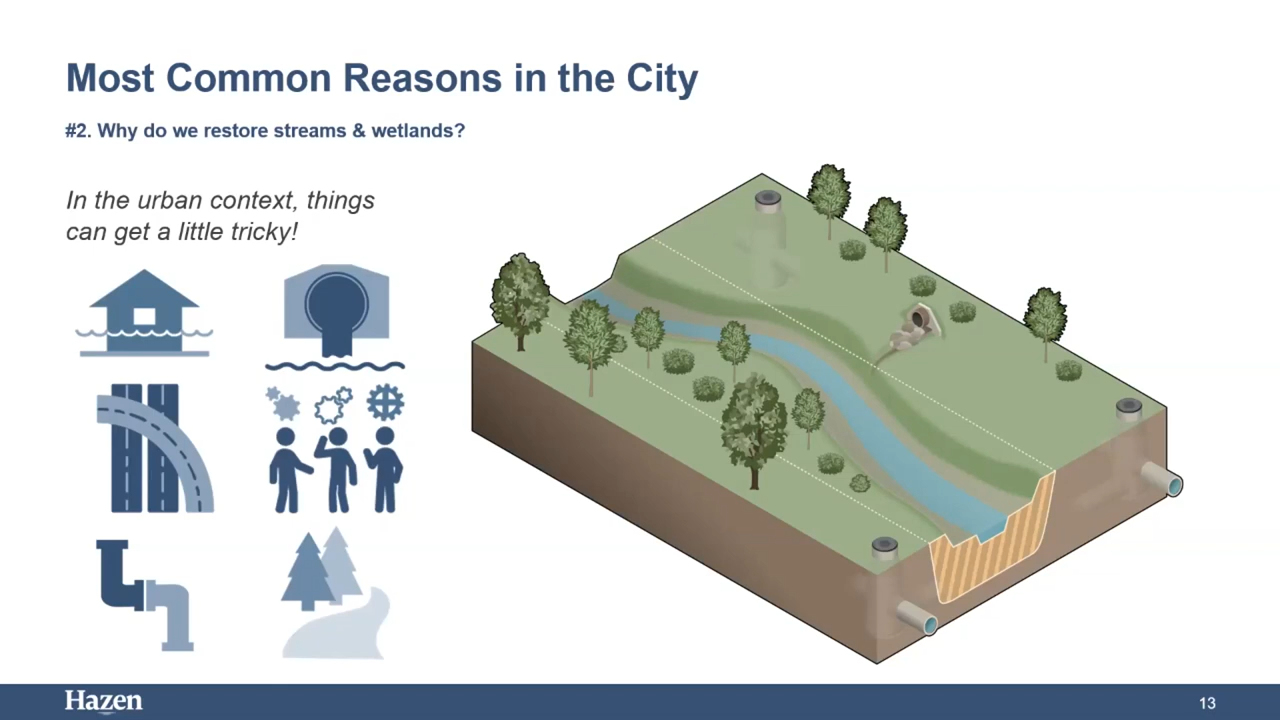 Most Common Reasons in the City
#2. Why do we restore streams & wetlands?
In the urban context, things
can get a little tricky!
Hazen
13